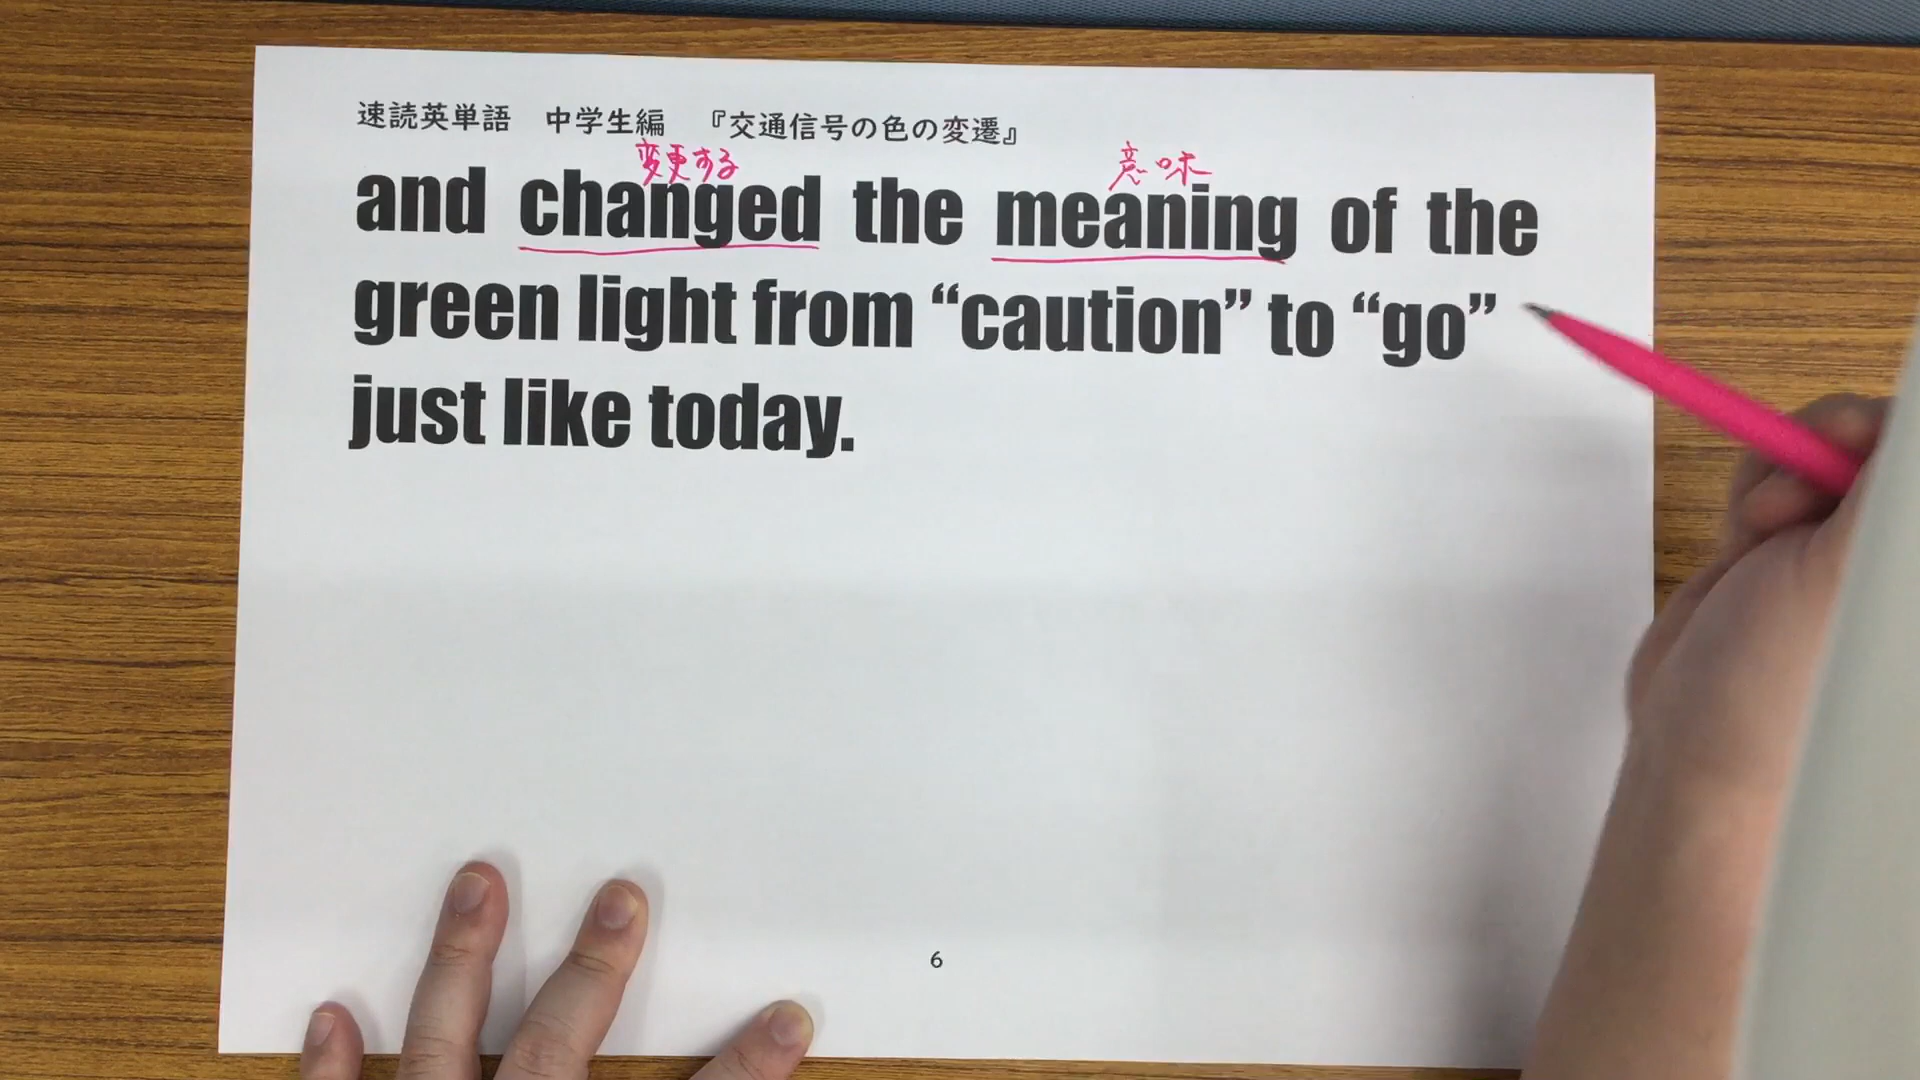 速読英単語 中学生編 『交通信号の色の変遷』
変更する 意味
and changed the meaning of the
green light from “caution” to “go”
just like today.
6